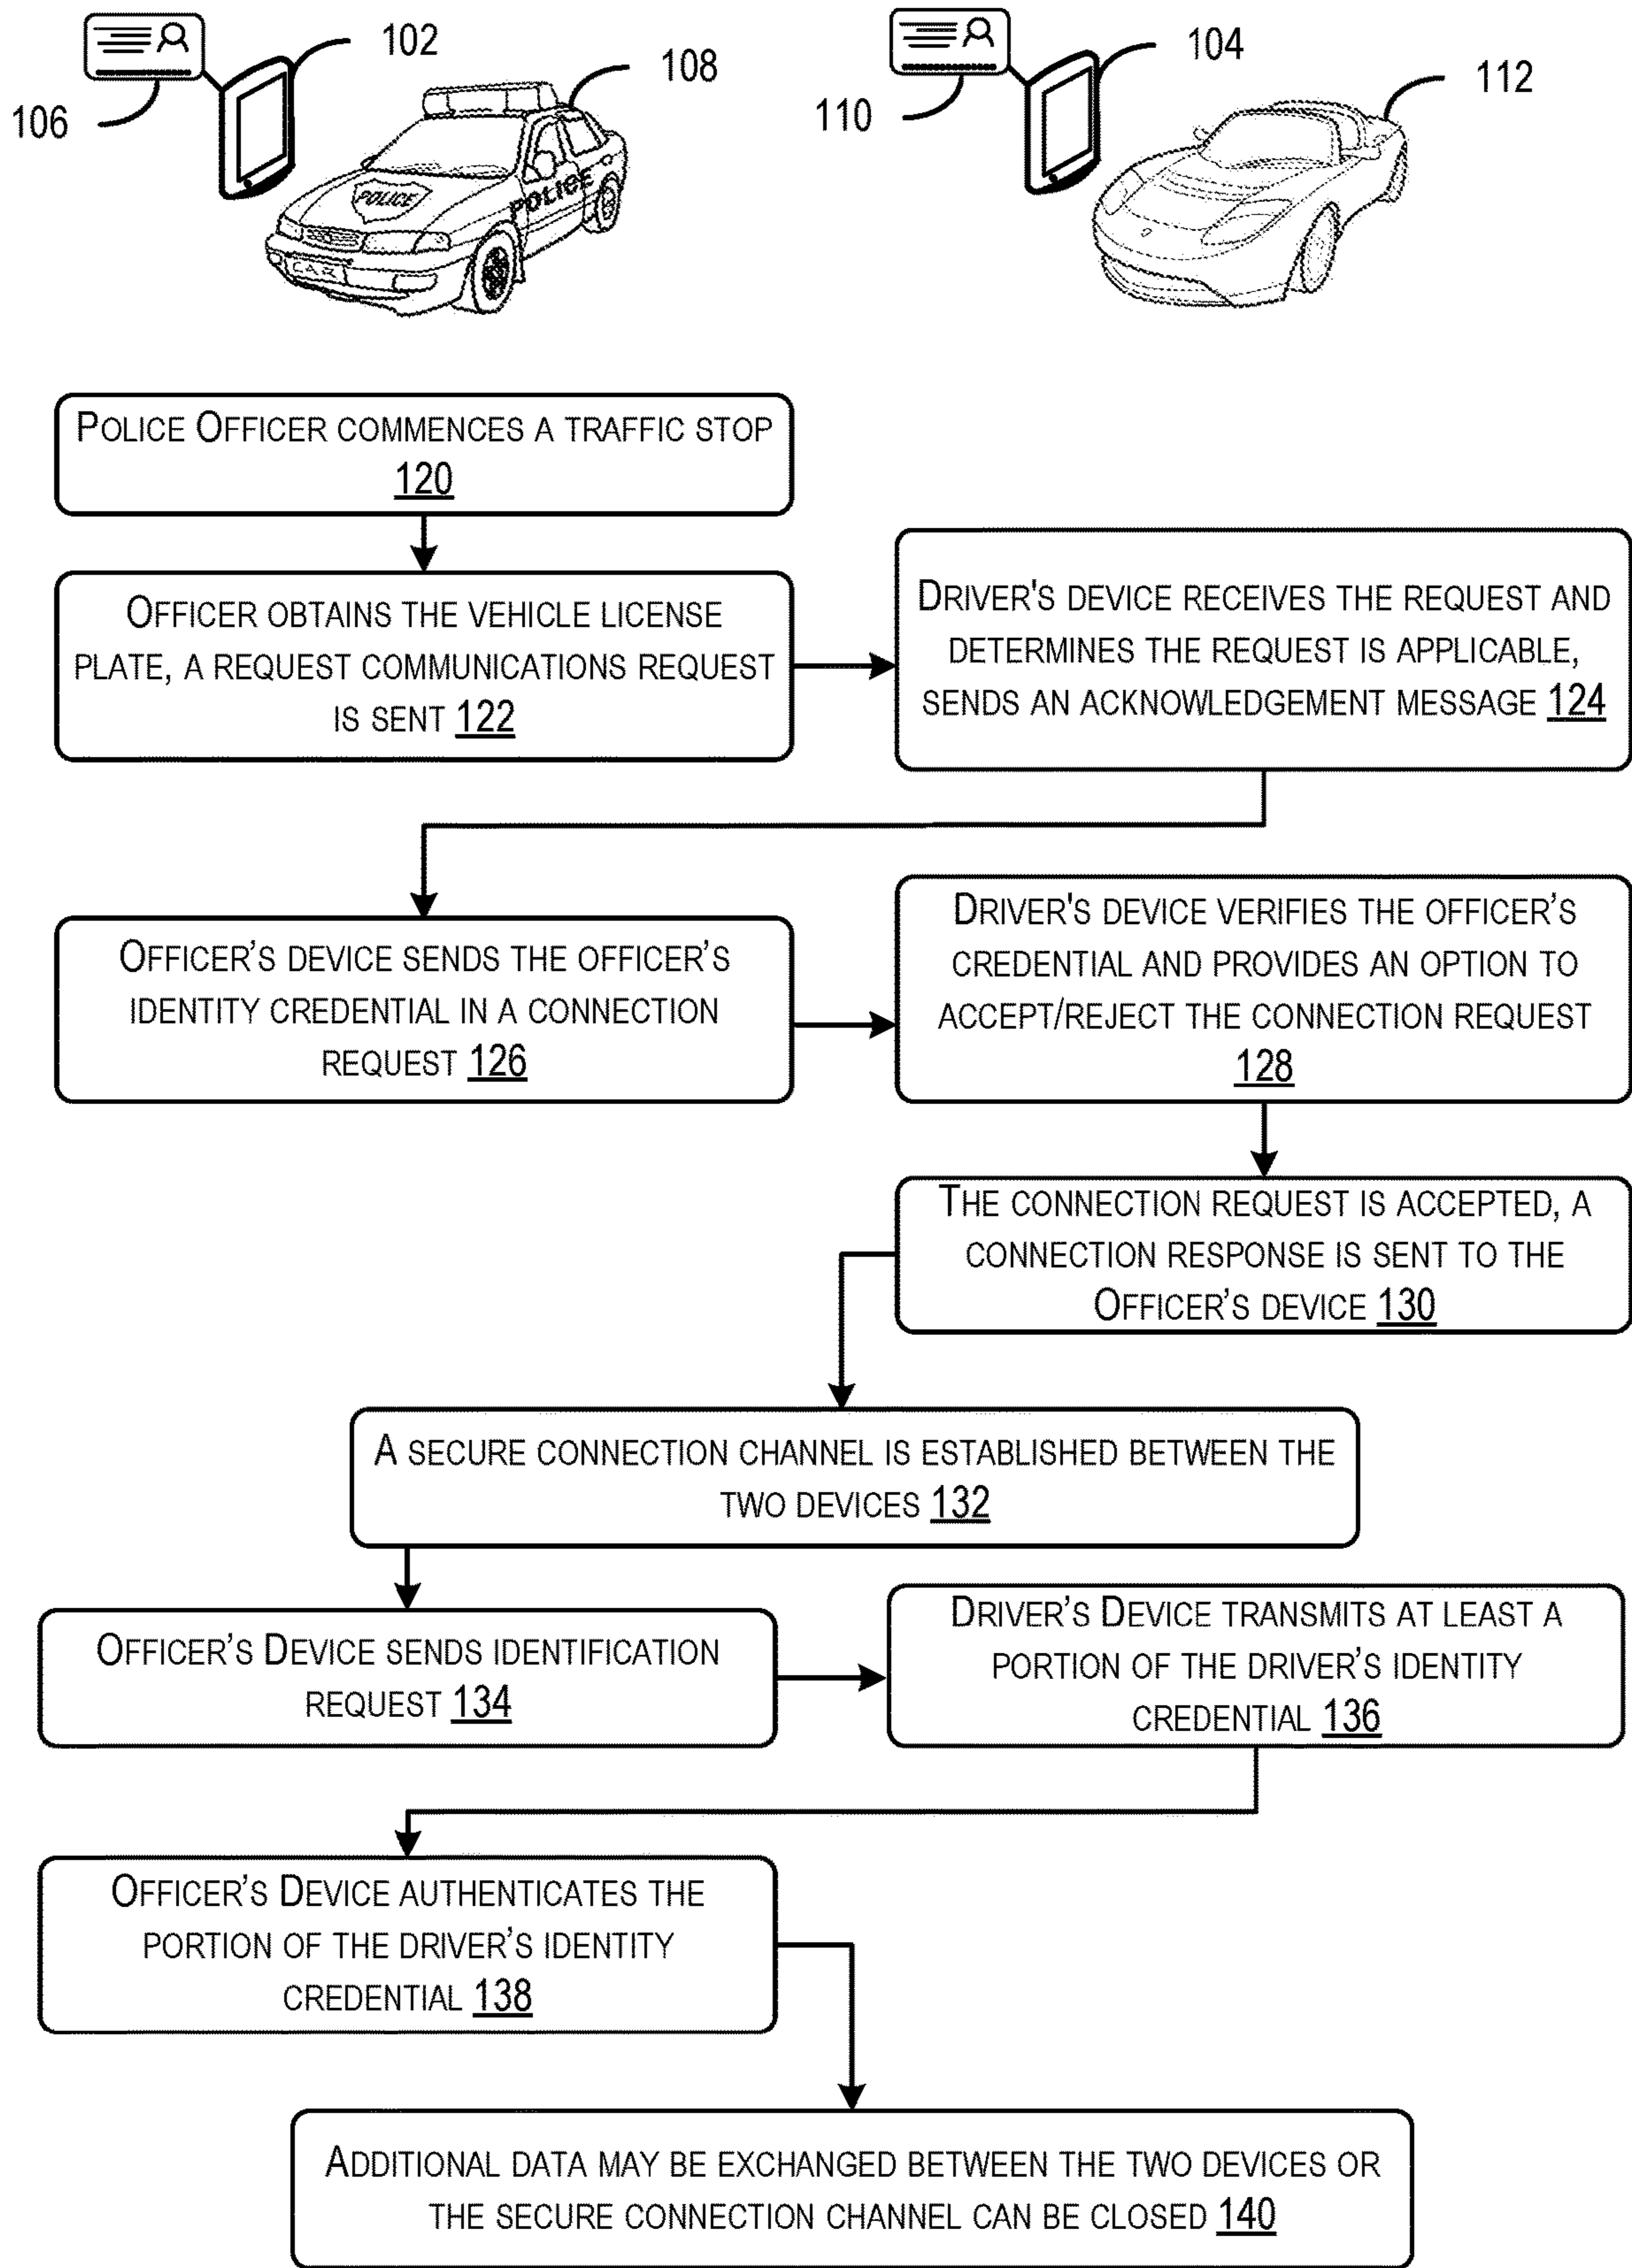 102
108
106
POLICE
POLICE
CAR
104
112
110
POLICE OFFICER COMMENCES A TRAFFIC STOP
120
OFFICER OBTAINS THE VEHICLE LICENSE
PLATE, A REQUEST COMMUNICATIONS REQUEST
IS SENT 122
DRIVER'S DEVICE RECEIVES THE REQUEST AND
DETERMINES THE REQUEST IS APPLICABLE,
SENDS AN ACKNOWLEDGEMENT MESSAGE 124
OFFICER'S DEVICE SENDS THE OFFICER'S
IDENTITY CREDENTIAL IN A CONNECTION
REQUEST 126
DRIVER'S DEVICE VERIFIES THE OFFICER'S
CREDENTIAL AND PROVIDES AN OPTION TO
ACCEPT/REJECT THE CONNECTION REQUEST
128
THE CONNECTION REQUEST IS ACCEPTED, A
CONNECTION RESPONSE IS SENT TO THE
OFFICER'S DEVICE 130
A SECURE CONNECTION CHANNEL IS ESTABLISHED BETWEEN THE
TWO DEVICES 132
OFFICER'S DEVICE SENDS IDENTIFICATION
REQUEST 134
DRIVER'S DEVICE TRANSMITS AT LEAST A
PORTION OF THE DRIVER'S IDENTITY
CREDENTIAL 136
OFFICER'S DEVICE AUTHENTICATES THE
PORTION OF THE DRIVER'S IDENTITY
CREDENTIAL 138
ADDITIONAL DATA MAY BE EXCHANGED BETWEEN THE TWO DEVICES OR
THE SECURE CONNECTION CHANNEL CAN BE CLOSED 140